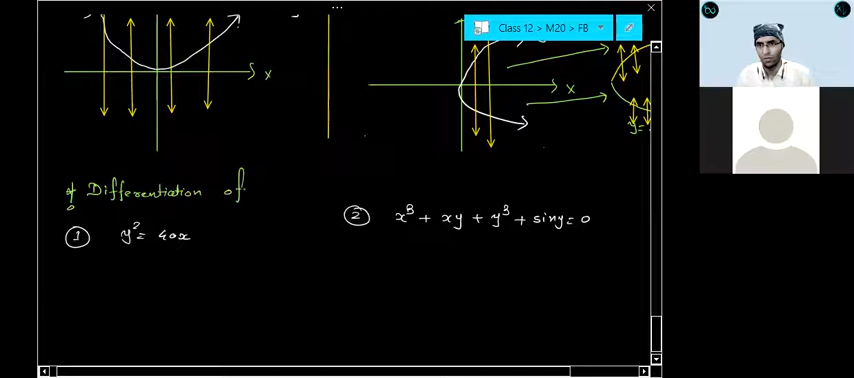 Class 12 > M20 > FB
x
x
y=
* Differentiation of
① y² = 4ax
② x³ + xy + y³ + siny = 0